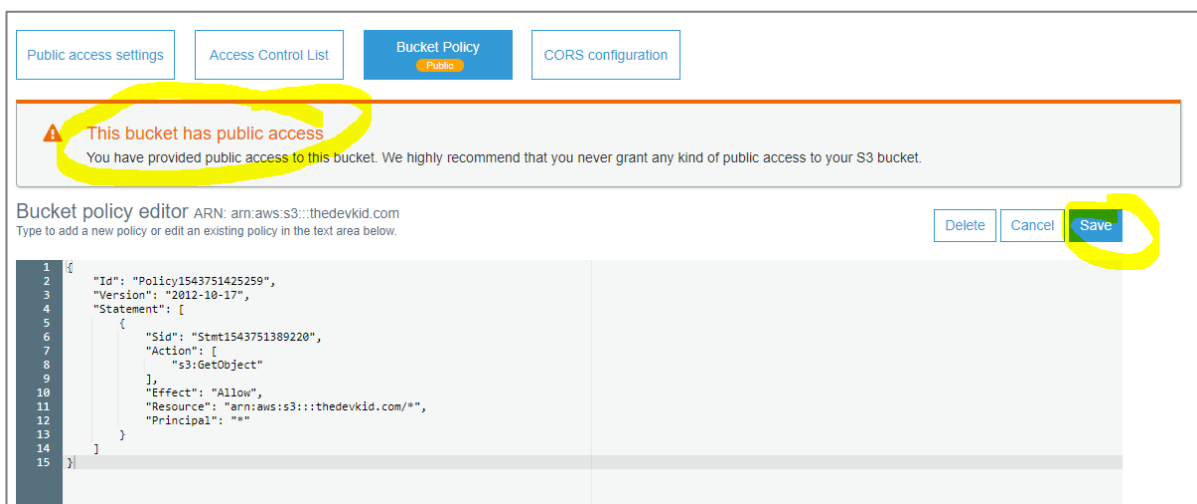 Public access settings
Access Control List
Bucket Policy
Public
CORS configuration
This bucket has public access
You have provided public access to this bucket. We highly recommend that you never grant any kind of public access to your S3 bucket.
Bucket policy editor ARN: arn:aws:s3:::thedevkid.com
Type to add a new policy or edit an existing policy in the text area below.
Delete
Cancel
Save
1 {
2     "Id": "Policy1543751425259",
3     "Version": "2012-10-17",
4     "Statement": [
5         {
6             "Sid": "Stmt1543751389220",
7             "Action": [
8                 "s3:GetObject"
9             ],
10             "Effect": "Allow",
11             "Resource": "arn:aws:s3:::thedevkid.com/*",
12             "Principal": "*"
13         }
14     ]
15 }